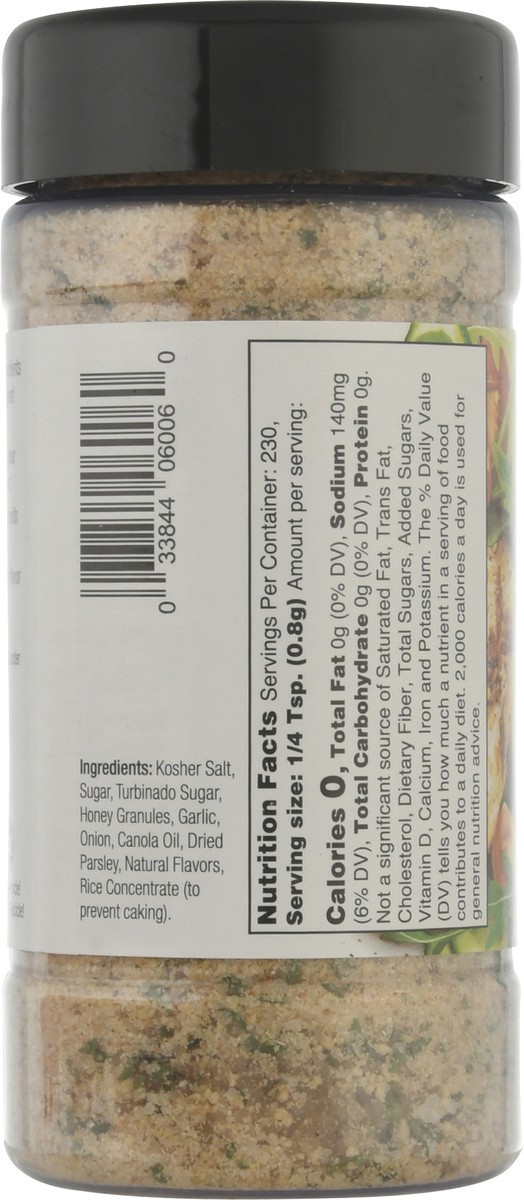 0 33844 06006 0
Ingredients: Kosher Salt,
Sugar, Turbinado Sugar,
Honey Granules, Garlic,
Onion, Canola Oil, Dried
Parsley, Natural Flavors,
Rice Concentrate (to
prevent caking).
Nutrition Facts Servings Per Container: 230,
Serving size: 1/4 Tsp. (0.8g) Amount per serving:
Calories 0, Total Fat 0g (0% DV), Sodium 140mg
(6% DV), Total Carbohydrate 0g (0% DV), Protein 0g.
Not a significant source of Saturated Fat, Trans Fat,
Cholesterol, Dietary Fiber, Total Sugars, Added Sugars,
Vitamin D, Calcium, Iron and Potassium. The % Daily Value
(DV) tells you how much a nutrient in a serving of food
contributes to a daily diet. 2,000 calories a day is used for
general nutrition advice.